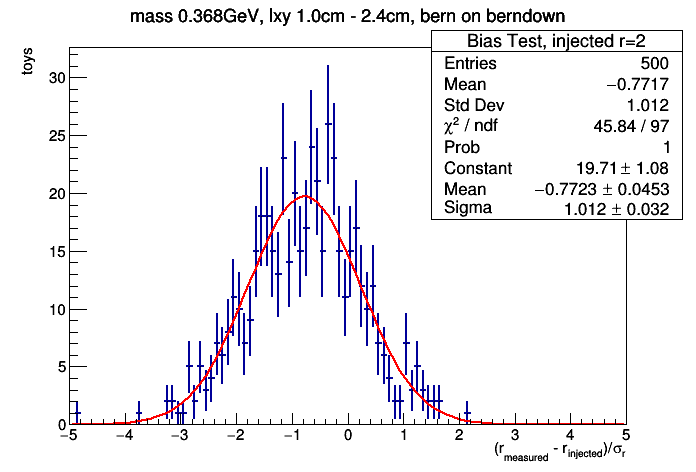 mass 0.368GeV, lxy 1.0cm - 2.4cm, bern on berndown
Bias Test, injected r=2
Entries 500
Mean −0.7717
Std Dev 1.012
χ² / ndf 45.84 / 97
Prob 1
Constant 19.71 ± 1.08
Mean −0.7723 ± 0.0453
Sigma 1.012 ± 0.032
toys
30
25
20
15
10
5
0
−5 −4 −3 −2 −1 0 1 2 3 4 5
(r_measured - r_injected)/σ_r